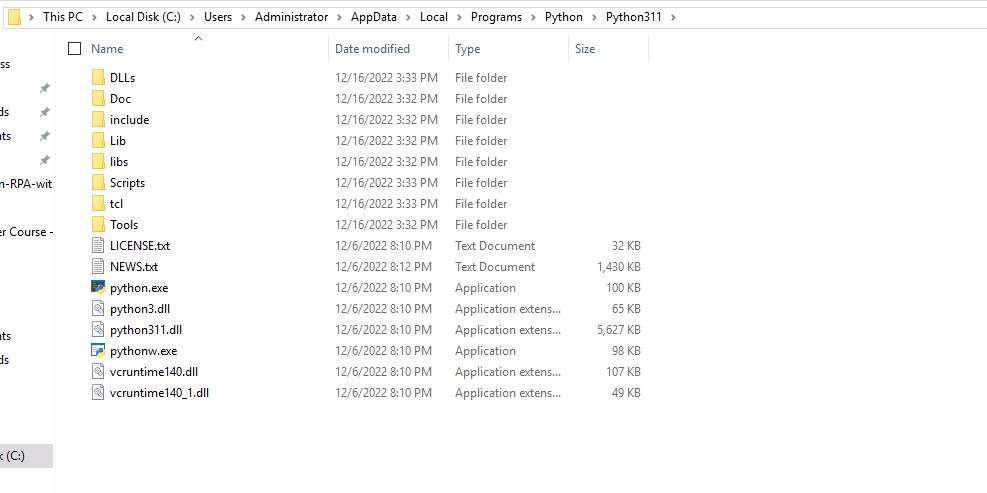 This PC > Local Disk (C:) > Users > Administrator > AppData > Local > Programs > Python > Python311 >
Name Date modified Type Size
ss
DLLs 12/16/2022 3:33 PM File folder
Doc 12/16/2022 3:32 PM File folder
ds
include 12/16/2022 3:32 PM File folder
nts
Lib 12/16/2022 3:32 PM File folder
libs 12/16/2022 3:32 PM File folder
n-RPA-wit
Scripts 12/16/2022 3:33 PM File folder
tcl 12/16/2022 3:33 PM File folder
er Course -
Tools 12/16/2022 3:32 PM File folder
LICENSE.txt 12/6/2022 8:10 PM Text Document 32 KB
NEWS.txt 12/6/2022 8:12 PM Text Document 1,430 KB
python.exe 12/6/2022 8:10 PM Application 100 KB
python3.dll 12/6/2022 8:10 PM Application extens... 65 KB
python311.dll 12/6/2022 8:10 PM Application extens... 5,627 KB
nts
pythonw.exe 12/6/2022 8:10 PM Application 98 KB
ds
vcruntime140.dll 12/6/2022 8:10 PM Application extens... 107 KB
vcruntime140_1.dll 12/6/2022 8:10 PM Application extens... 49 KB
k (C:)